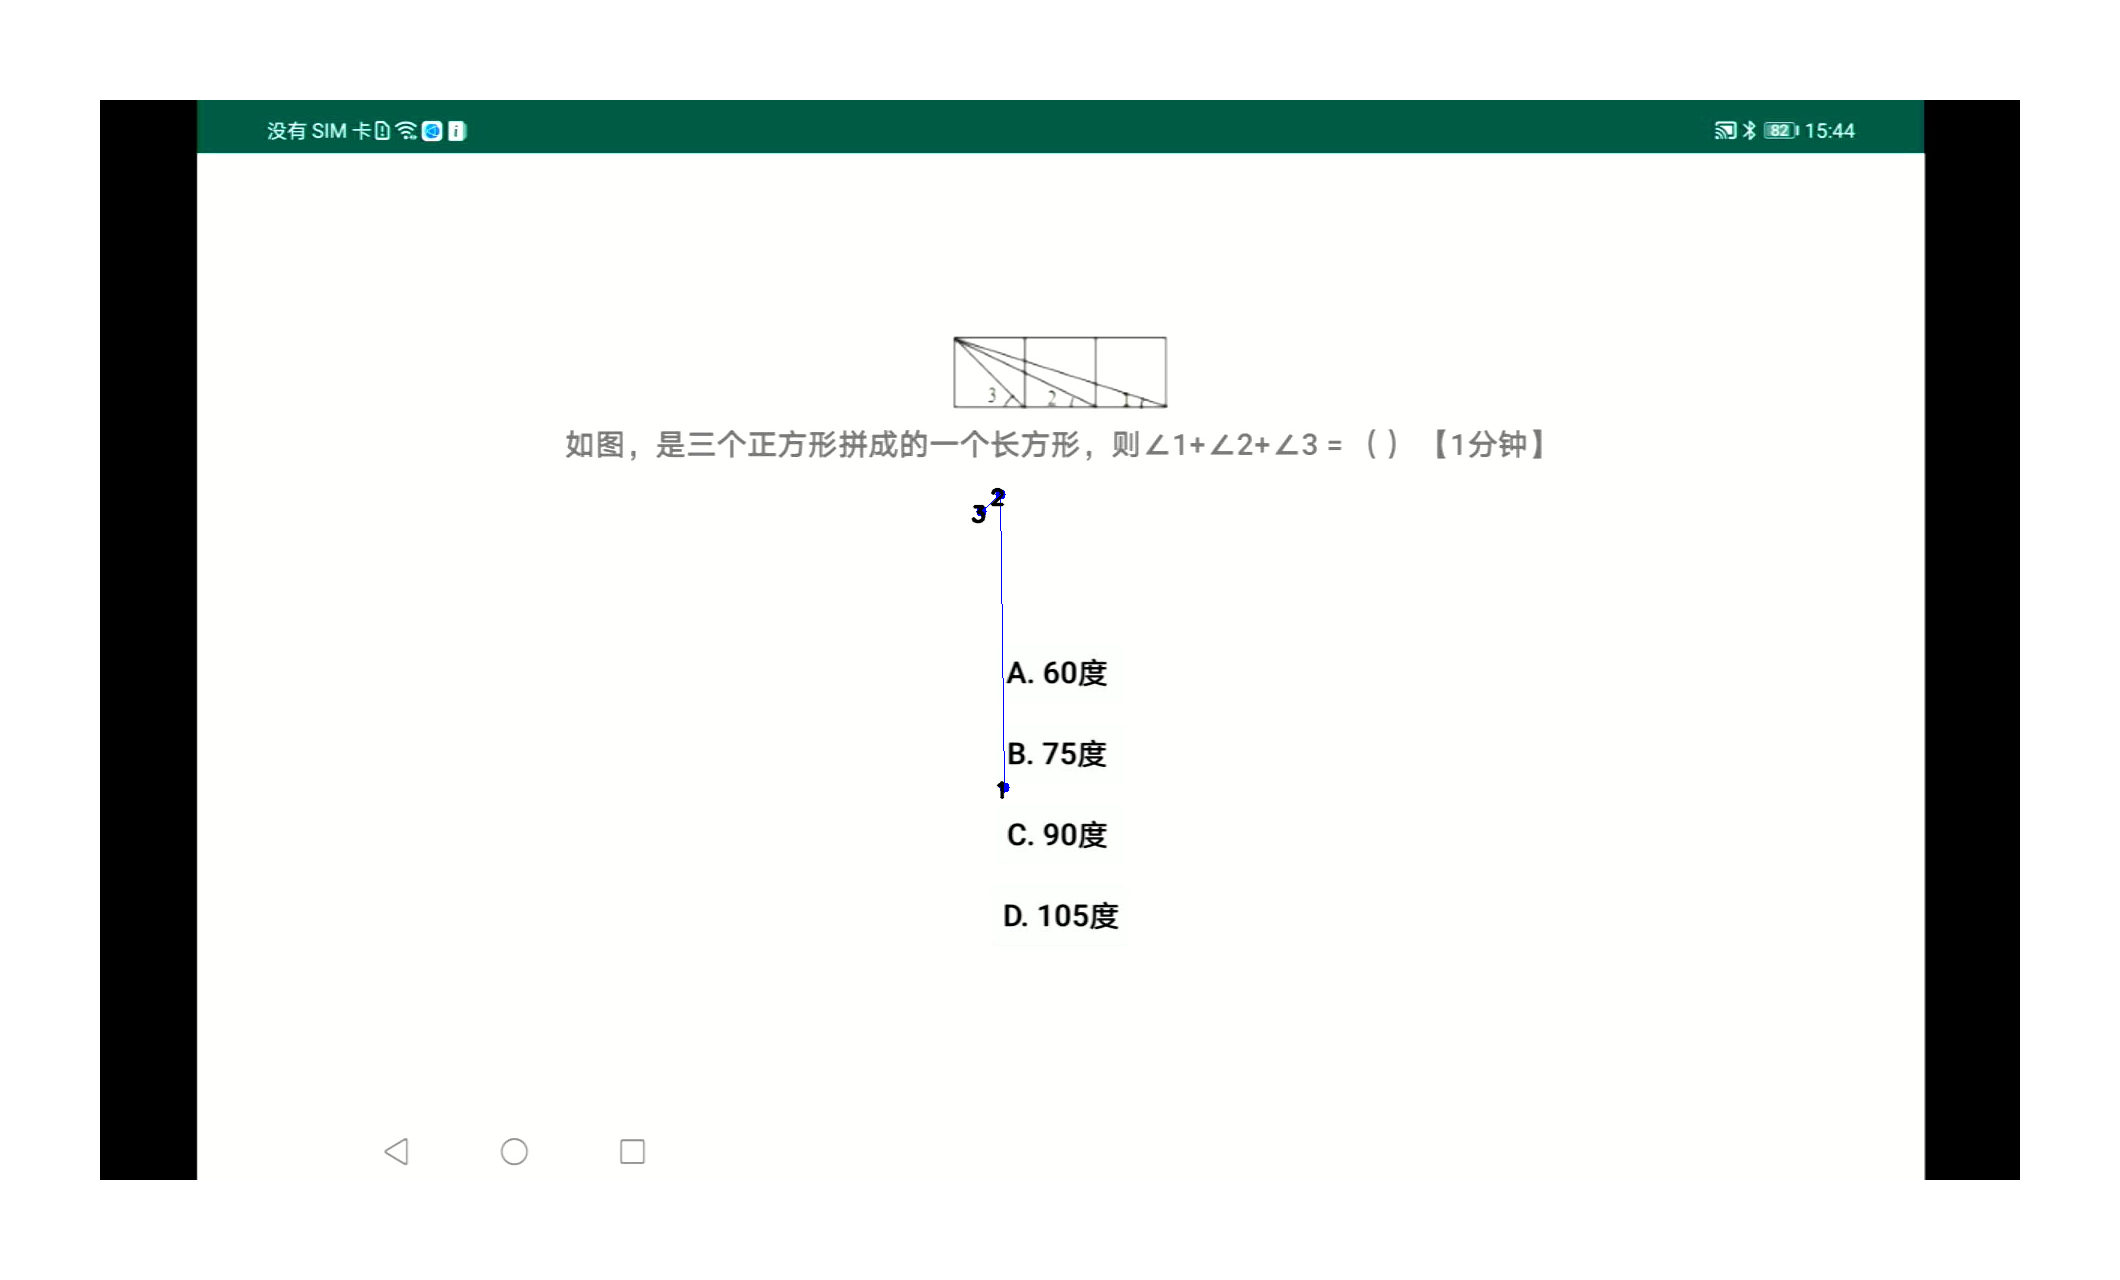 没有 SIM 卡 82 15:44
3 2 1
如图，是三个正方形拼成的一个长方形，则∠1+∠2+∠3 =（ ）【1分钟】
2
3
A. 60度
B. 75度
1
C. 90度
D. 105度